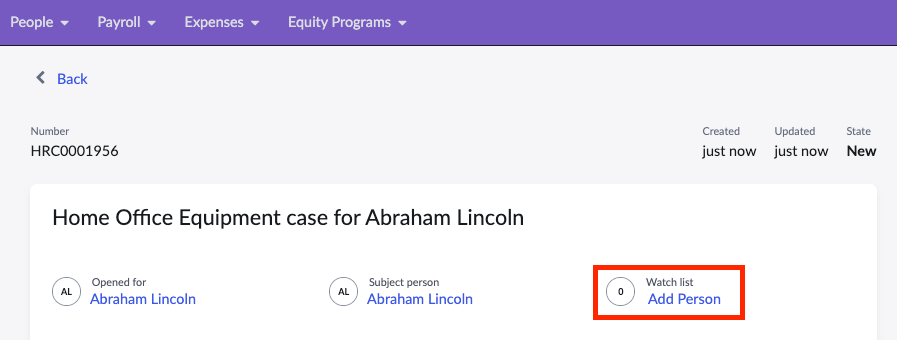 People Payroll Expenses Equity Programs
Back
Number Created Updated State
HRC0001956 just now just now New
Home Office Equipment case for Abraham Lincoln
AL Opened for AL Subject person 0 Watch list
Abraham Lincoln Abraham Lincoln Add Person